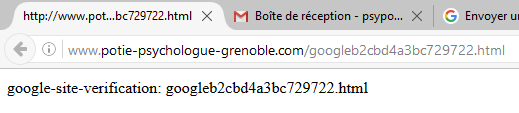 http://www.pot...bc729722.html
Boîte de réception - psypo...
Envoyer un
www.potie-psychologue-grenoble.com/googleb2cbd4a3bc729722.html
google-site-verification: googleb2cbd4a3bc729722.html